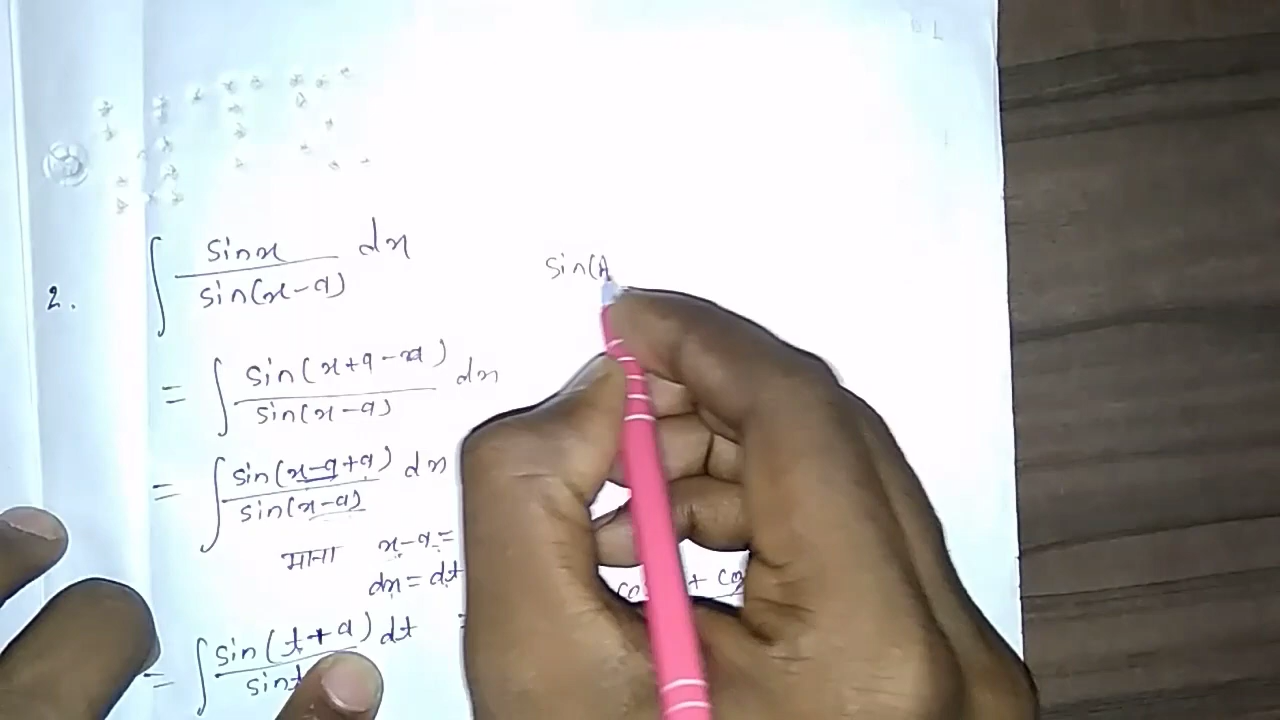 2. ∫ sinx / sin(x-a) dx
sin(A
= ∫ sin(x+a-a) / sin(x-a) dx
= ∫ sin(x-a+a) / sin(x-a) dx
माना x-a =
dx = dt
+
= ∫ sin(t+a) / sint dt